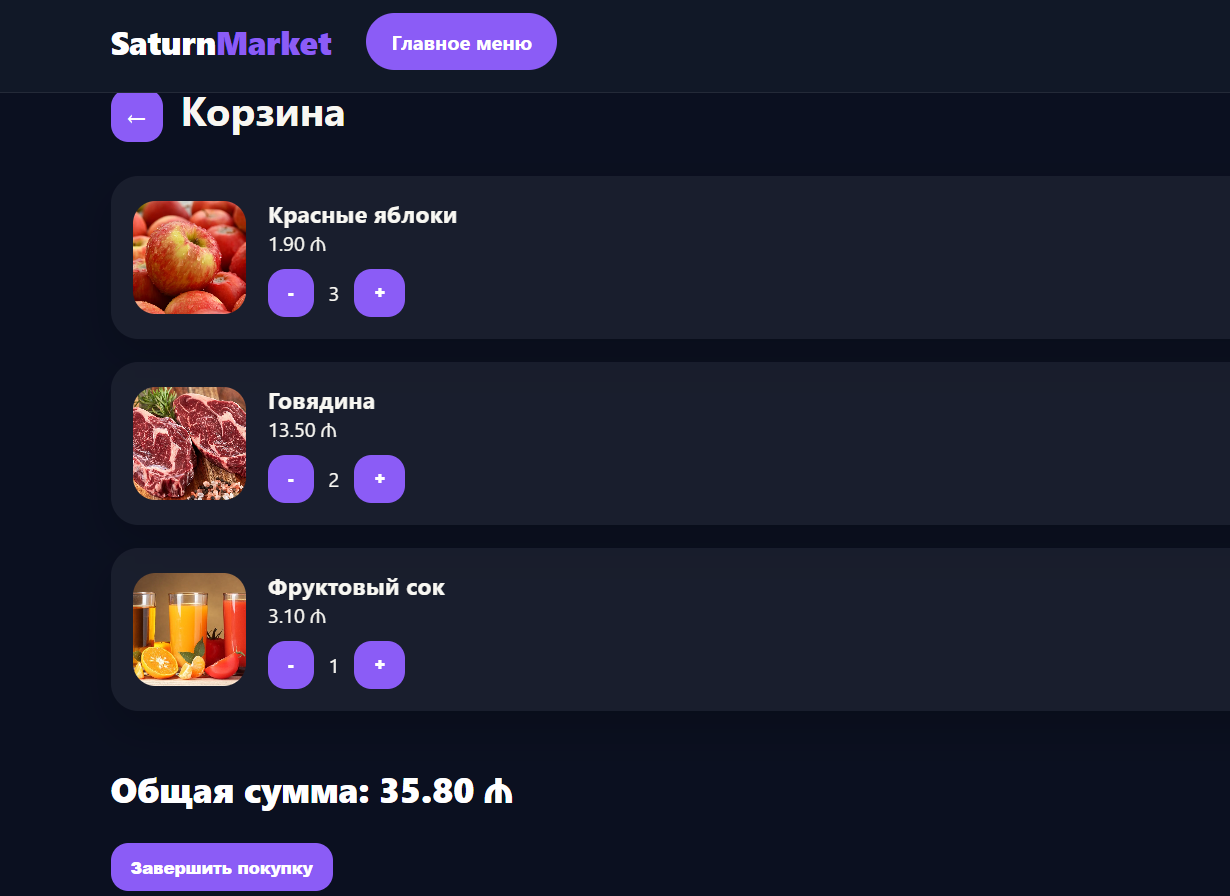 SaturnMarket
Главное меню
← Корзина
Красные яблоки
1.90 ₼
- 3 +
Говядина
13.50 ₼
- 2 +
Фруктовый сок
3.10 ₼
- 1 +
Общая сумма: 35.80 ₼
Завершить покупку